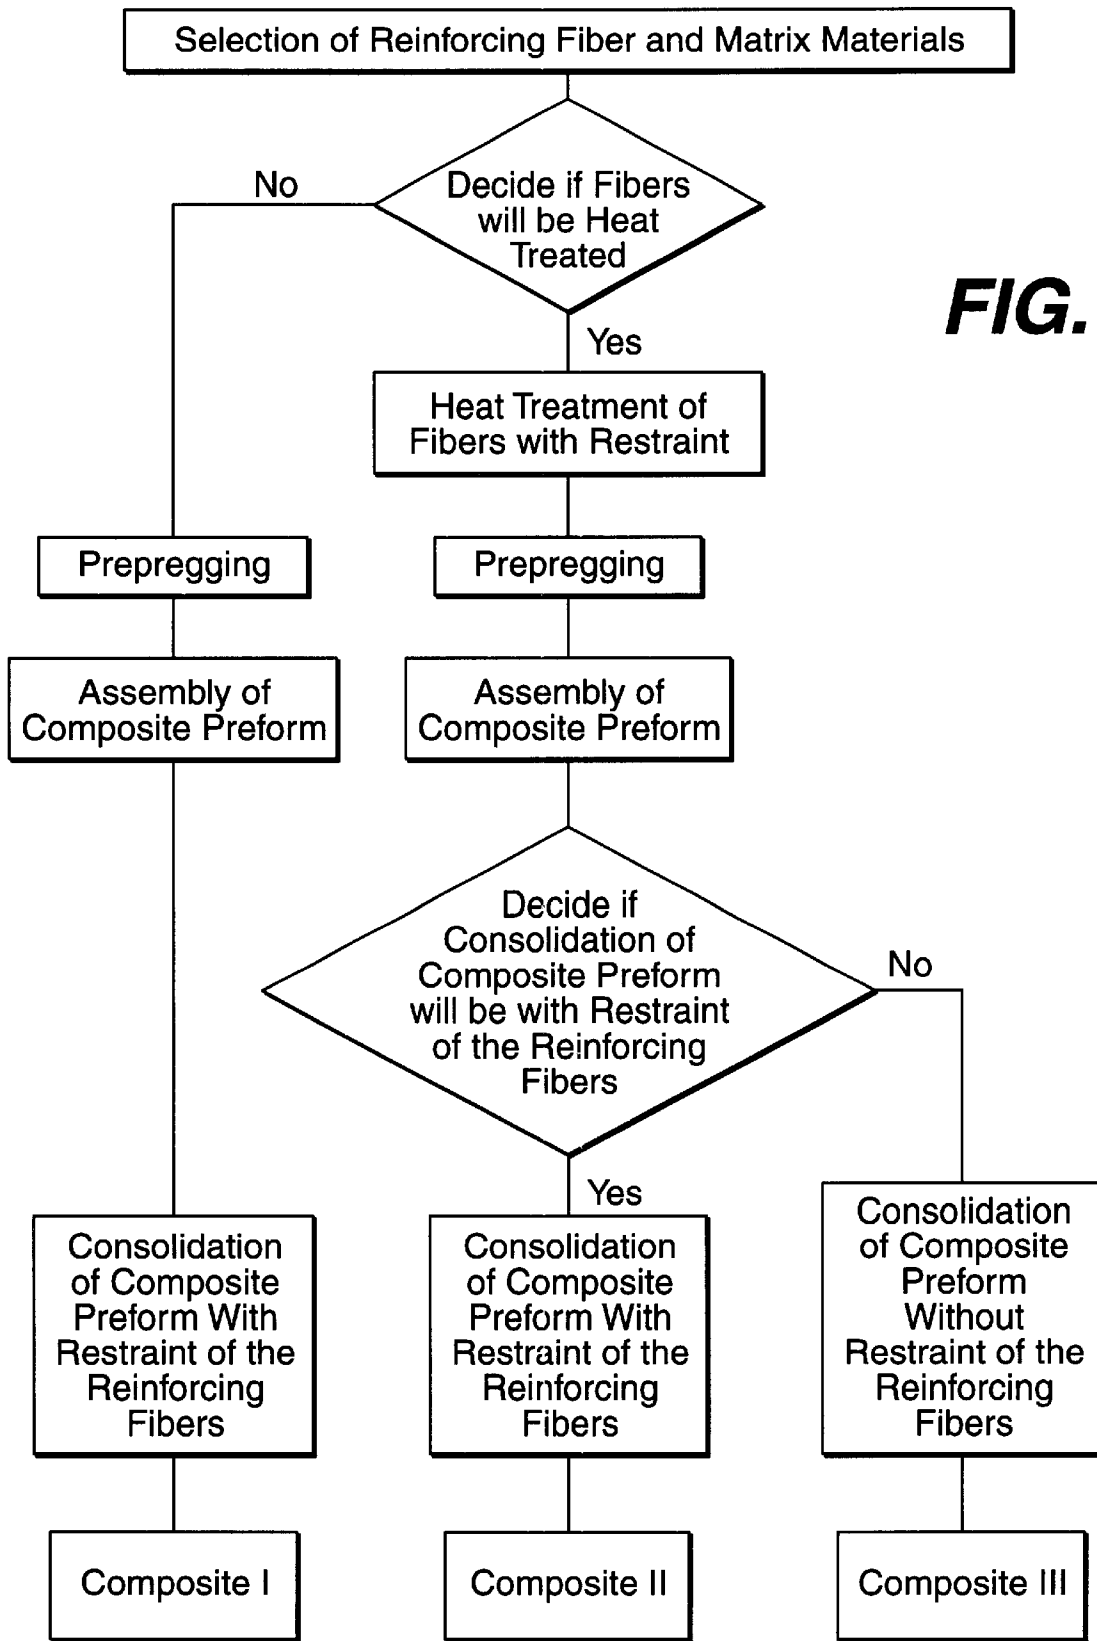 Selection of Reinforcing Fiber and Matrix Materials
Decide if Fibers
will be Heat
Treated
No
FIG.
Yes
Heat Treatment of
Fibers with Restraint
Prepregging
Prepregging
Assembly of
Composite Preform
Assembly of
Composite Preform
Decide if
Consolidation of
Composite Preform
will be with Restraint
of the Reinforcing
Fibers
No
Yes
Consolidation
of Composite
Preform With
Restraint of the
Reinforcing
Fibers
Consolidation
of Composite
Preform With
Restraint of the
Reinforcing
Fibers
Consolidation
of Composite
Preform
Without
Restraint of the
Reinforcing
Fibers
Composite I
Composite II
Composite III